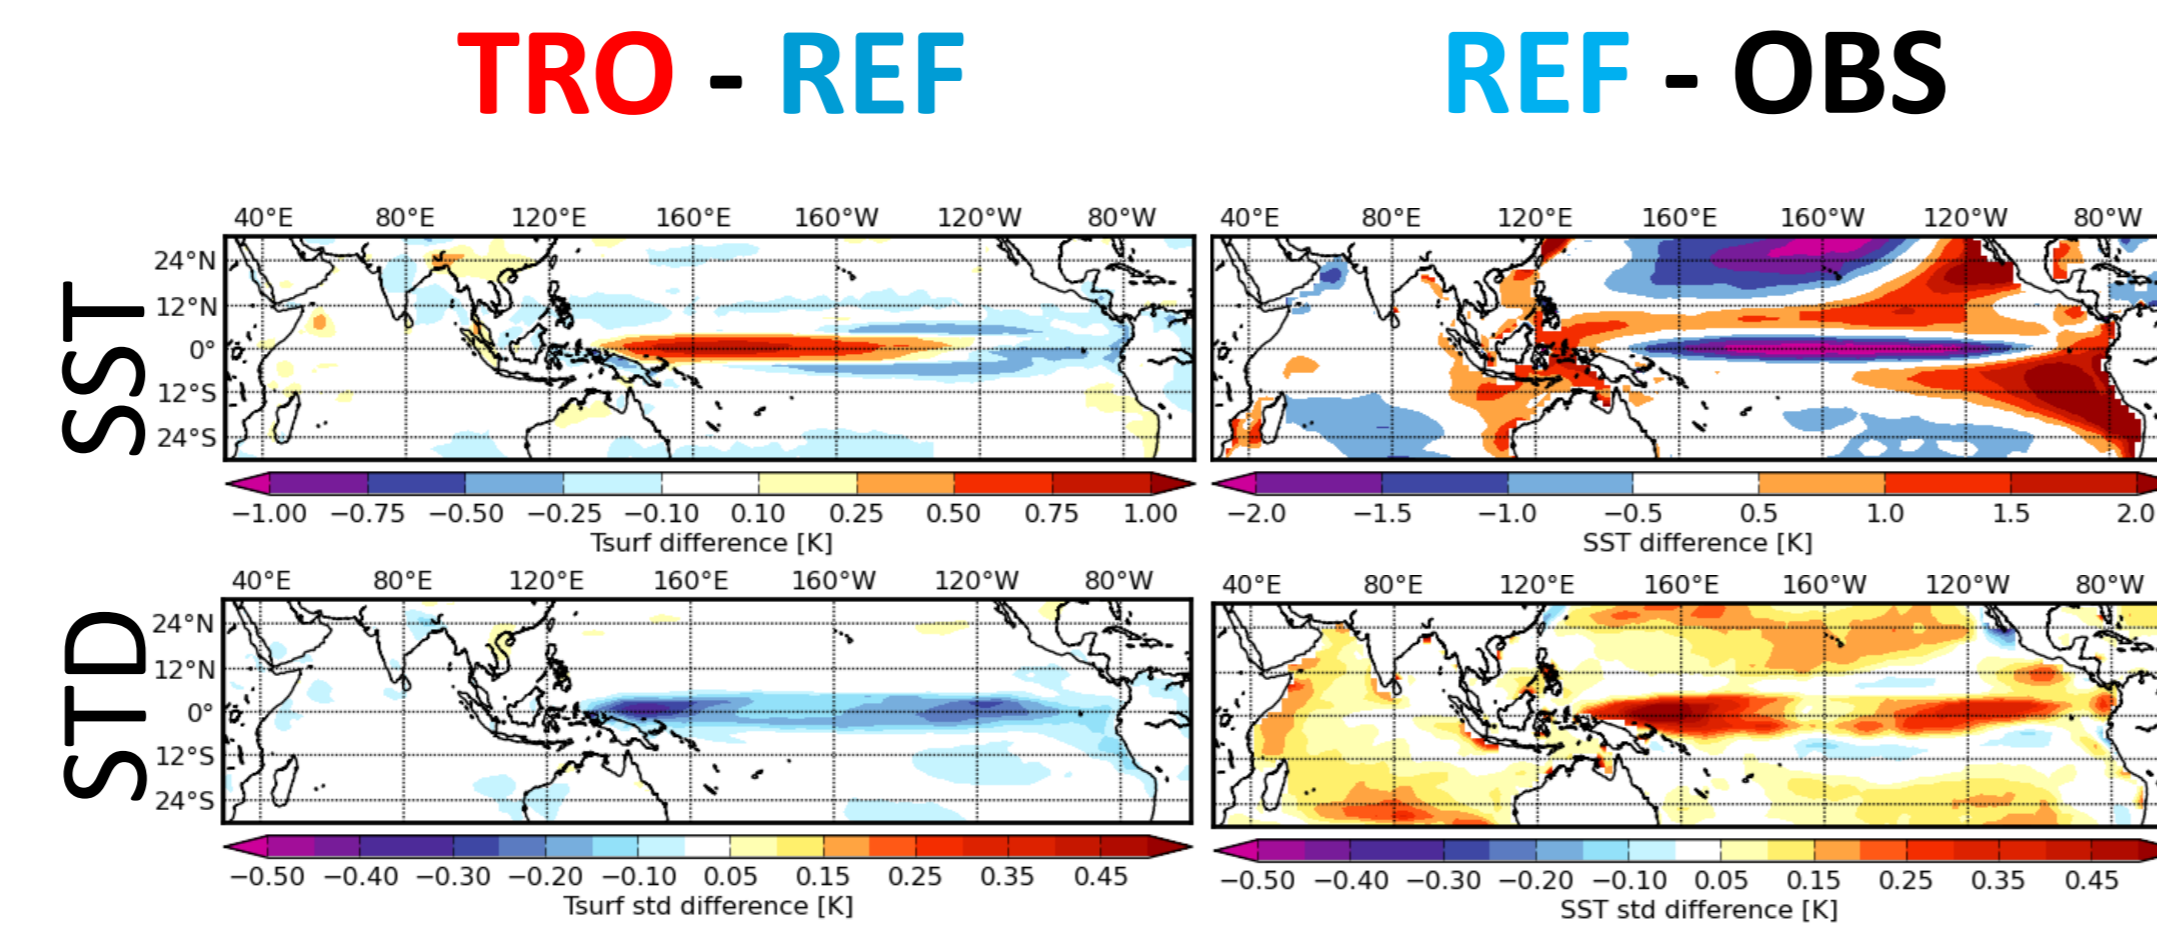 TRO - REF
REF - OBS
SST
40°E 80°E 120°E 160°E 160°W 120°W 80°W
24°N
12°N
0°
12°S
24°S
−1.00 −0.75 −0.50 −0.25 −0.10 0.10 0.25 0.50 0.75 1.00
Tsurf difference [K]
40°E 80°E 120°E 160°E 160°W 120°W 80°W
−2.0 −1.5 −1.0 −0.5 0.5 1.0 1.5 2.0
SST difference [K]
STD
40°E 80°E 120°E 160°E 160°W 120°W 80°W
24°N
12°N
0°
12°S
24°S
−0.50 −0.40 −0.30 −0.20 −0.10 0.05 0.15 0.25 0.35 0.45
Tsurf std difference [K]
40°E 80°E 120°E 160°E 160°W 120°W 80°W
−0.50 −0.40 −0.30 −0.20 −0.10 0.05 0.15 0.25 0.35 0.45
SST std difference [K]